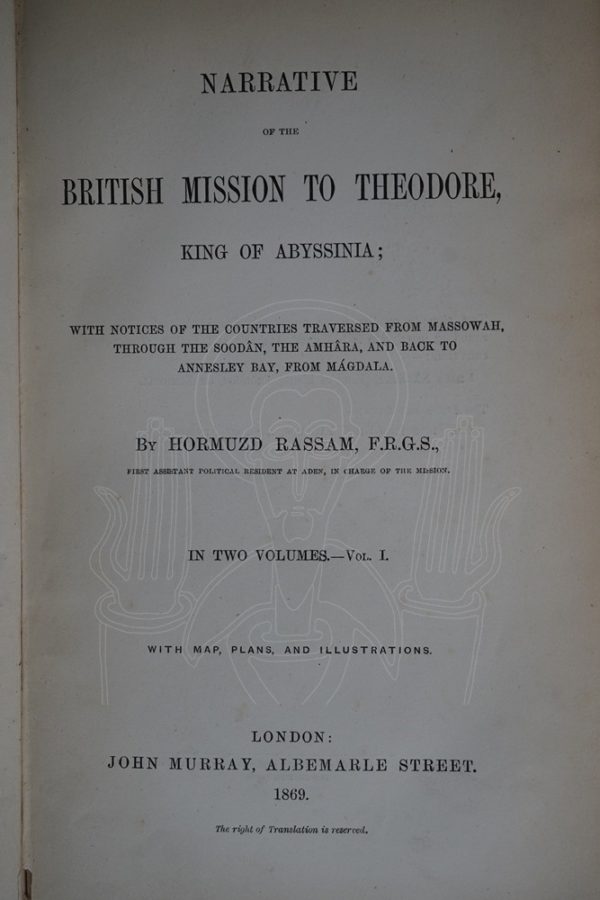 NARRATIVE
OF THE
BRITISH MISSION TO THEODORE,
KING OF ABYSSINIA;
WITH NOTICES OF THE COUNTRIES TRAVERSED FROM MASSOWAH,
THROUGH THE SOODÂN, THE AMHÂRA, AND BACK TO
ANNESLEY BAY, FROM MÁGDALA.
BY HORMUZD RASSAM, F.R.G.S.,
FIRST ASSISTANT POLITICAL RESIDENT AT ADEN, IN CHARGE OF THE MISSION.
IN TWO VOLUMES.—VOL. I.
WITH MAP, PLANS, AND ILLUSTRATIONS.
LONDON:
JOHN MURRAY, ALBEMARLE STREET.
1869.
The right of Translation is reserved.